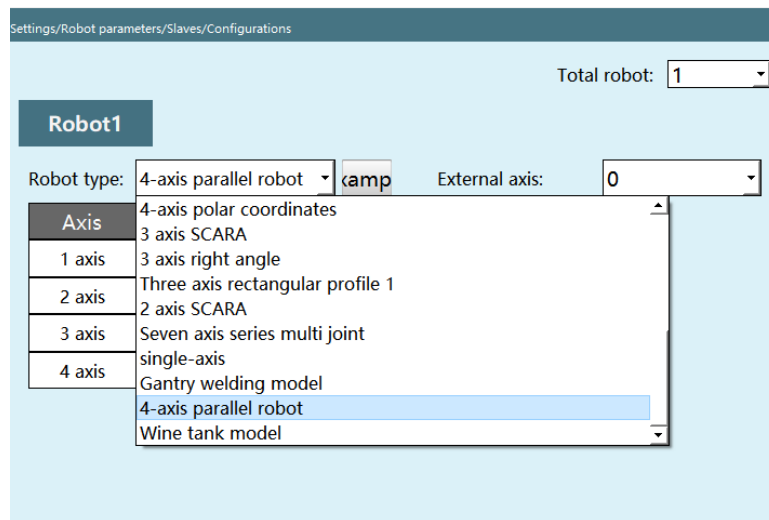 Settings/Robot parameters/Slaves/Configurations
Total robot: 1
Robot1
Robot type: 4-axis parallel robot xamp External axis: 0
Axis
1 axis
2 axis
3 axis
4 axis
4-axis polar coordinates
3 axis SCARA
3 axis right angle
Three axis rectangular profile 1
2 axis SCARA
Seven axis series multi joint
single-axis
Gantry welding model
4-axis parallel robot
Wine tank model